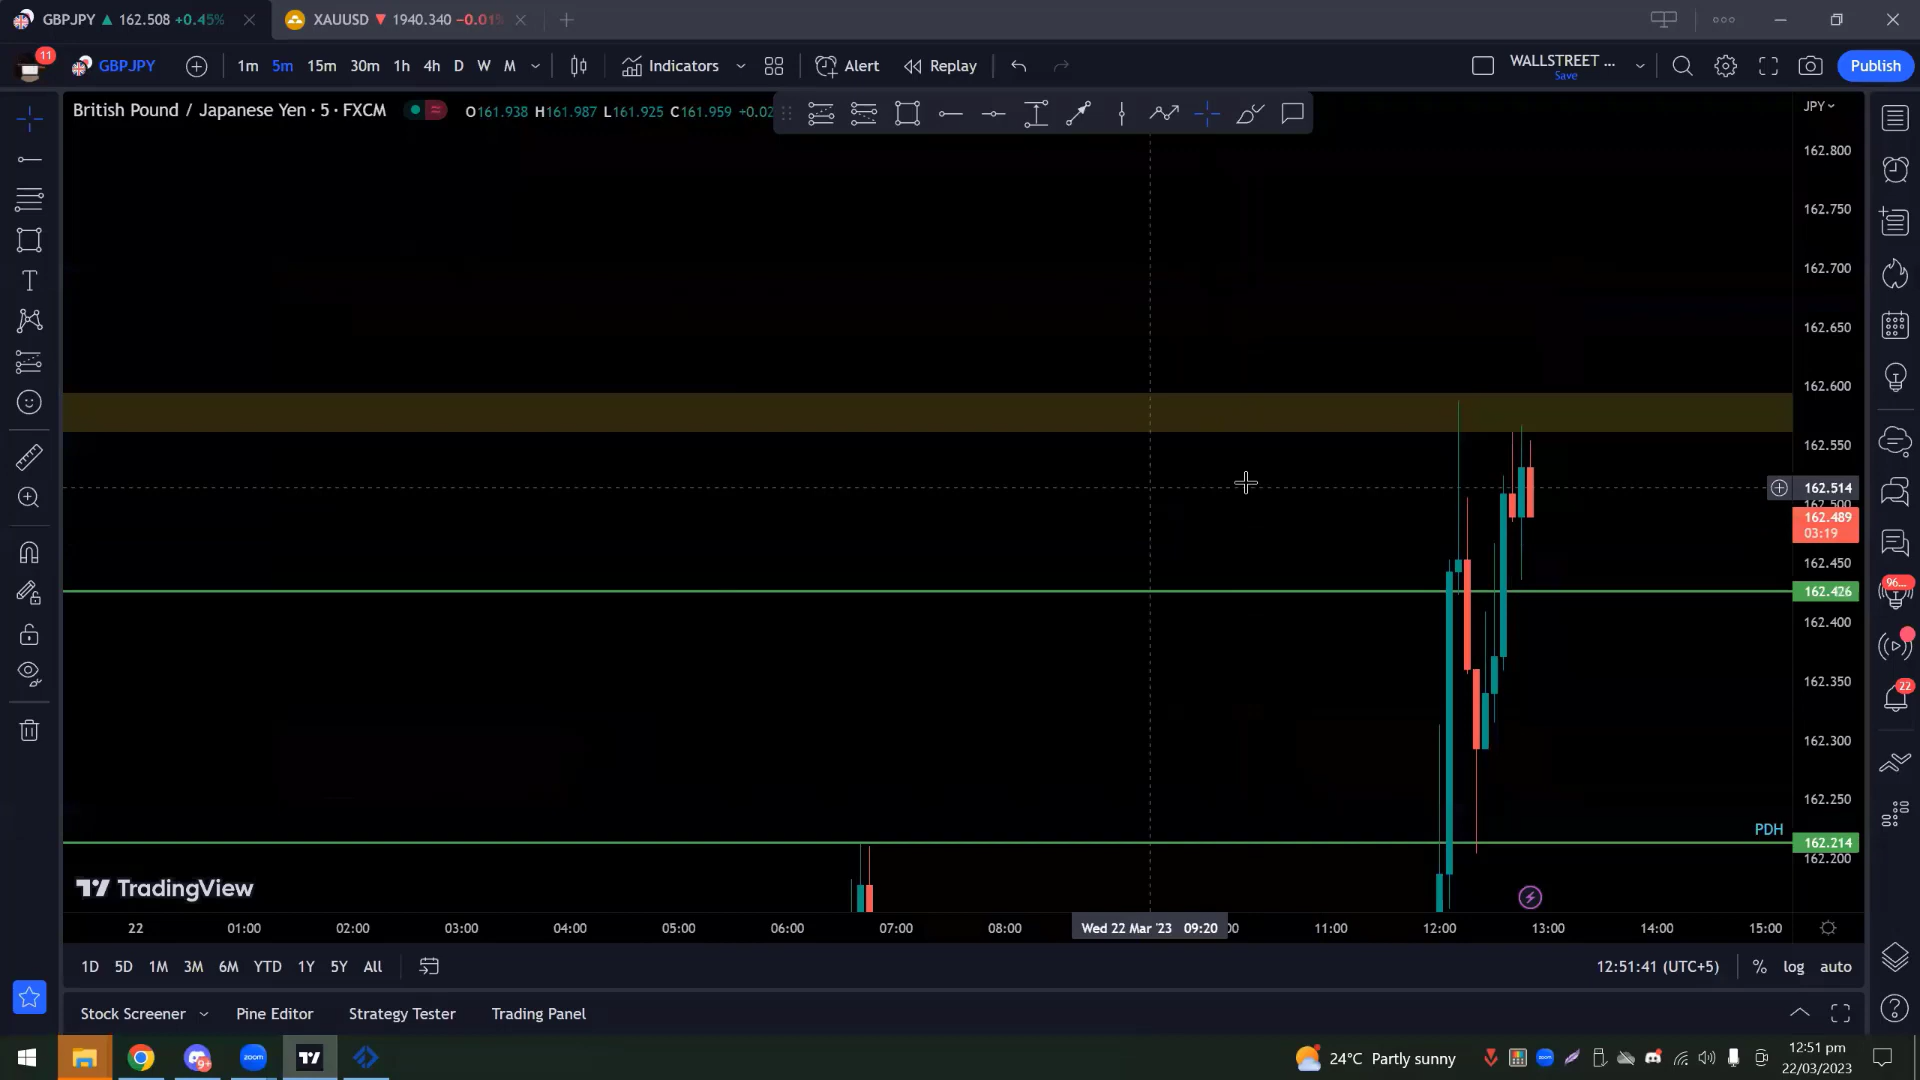 GBPJPY ▲ 162.508 +0.45%
XAUUSD ▼ 1940.340 −0.01%
11
GBPJPY
1m 5m 15m 30m 1h 4h D W M
Indicators
Alert
Replay
WALLSTREET ...
Save
Publish
British Pound / Japanese Yen · 5 · FXCM
O161.938 H161.987 L161.925 C161.959 +0.02
JPY
162.800
162.750
162.700
162.650
162.600
162.550
162.514
162.500
162.489
03:19
162.450
162.426
162.400
162.350
162.300
162.250
PDH
162.214
162.200
96...
22
TradingView
22 01:00 02:00 03:00 04:00 05:00 06:00 07:00 08:00 Wed 22 Mar '23 09:20 11:00 12:00 13:00 14:00 15:00
1D 5D 1M 3M 6M YTD 1Y 5Y All
12:51:41 (UTC+5) % log auto
Stock Screener Pine Editor Strategy Tester Trading Panel
9+
zoom
24°C Partly sunny
12:51 pm
22/03/2023